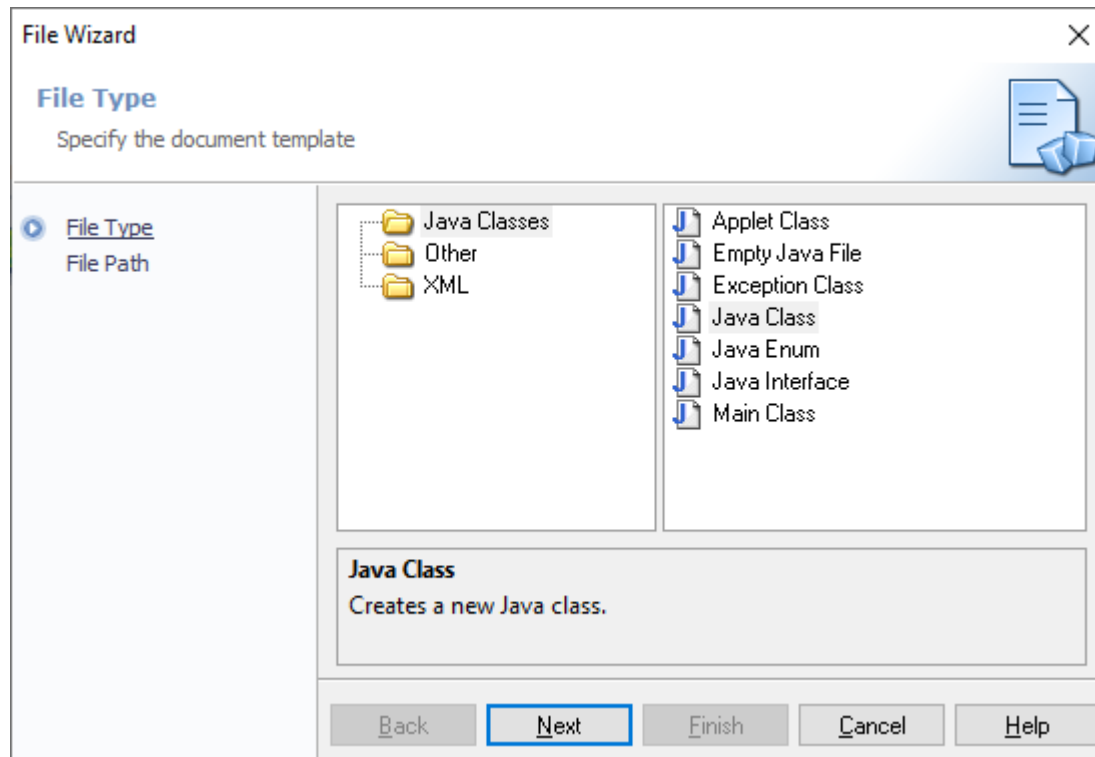 File Wizard
File Type
Specify the document template
File Type
File Path
Java Classes
Other
XML
Applet Class
Empty Java File
Exception Class
Java Class
Java Enum
Java Interface
Main Class
Java Class
Creates a new Java class.
Back Next Finish Cancel Help